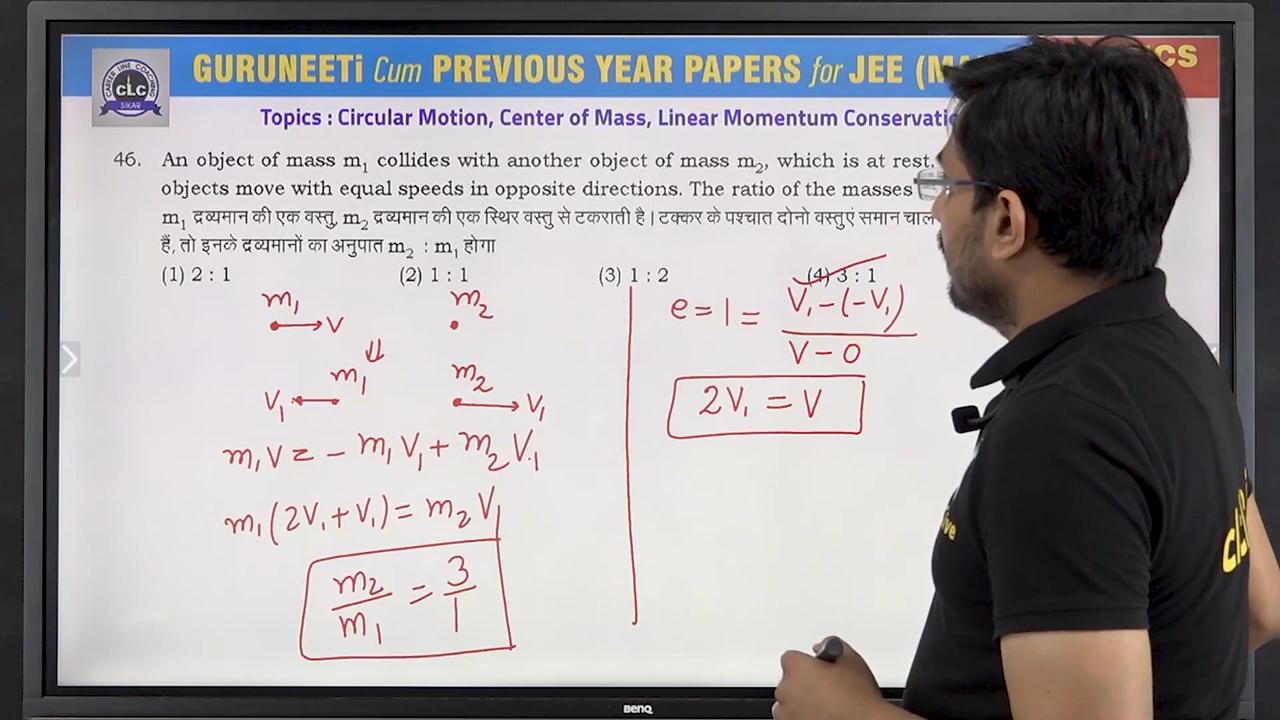 GURUNEETi Cum PREVIOUS YEAR PAPERS for JEE
CAREER LINE COACHING
CLC
SIKAR
Topics : Circular Motion, Center of Mass, Linear Momentum
46. An object of mass m₁ collides with another object of mass m₂, which is at rest.
objects move with equal speeds in opposite directions. The ratio of the masses
m₁ द्रव्यमान की एक वस्तु, m₂ द्रव्यमान की एक स्थिर वस्तु से टकराती है। टक्कर के पश्चात दोनो वस्तुएं समान चाल
हैं, तो इनके द्रव्यमानों का अनुपात m₂ : m₁ होगा
(1) 2 : 1 (2) 1 : 1 (3) 1 : 2 (4) 3 : 1
m₁ V m₂
V₁ m₁ m₂ V₁
m₁V = - m₁V₁ + m₂V₁
m₁(2V₁+V₁) = m₂V₁
m₂/m₁ = 3/1
e = 1 = V₁-(-V₁)/V-0
2V₁ = V
BenQ